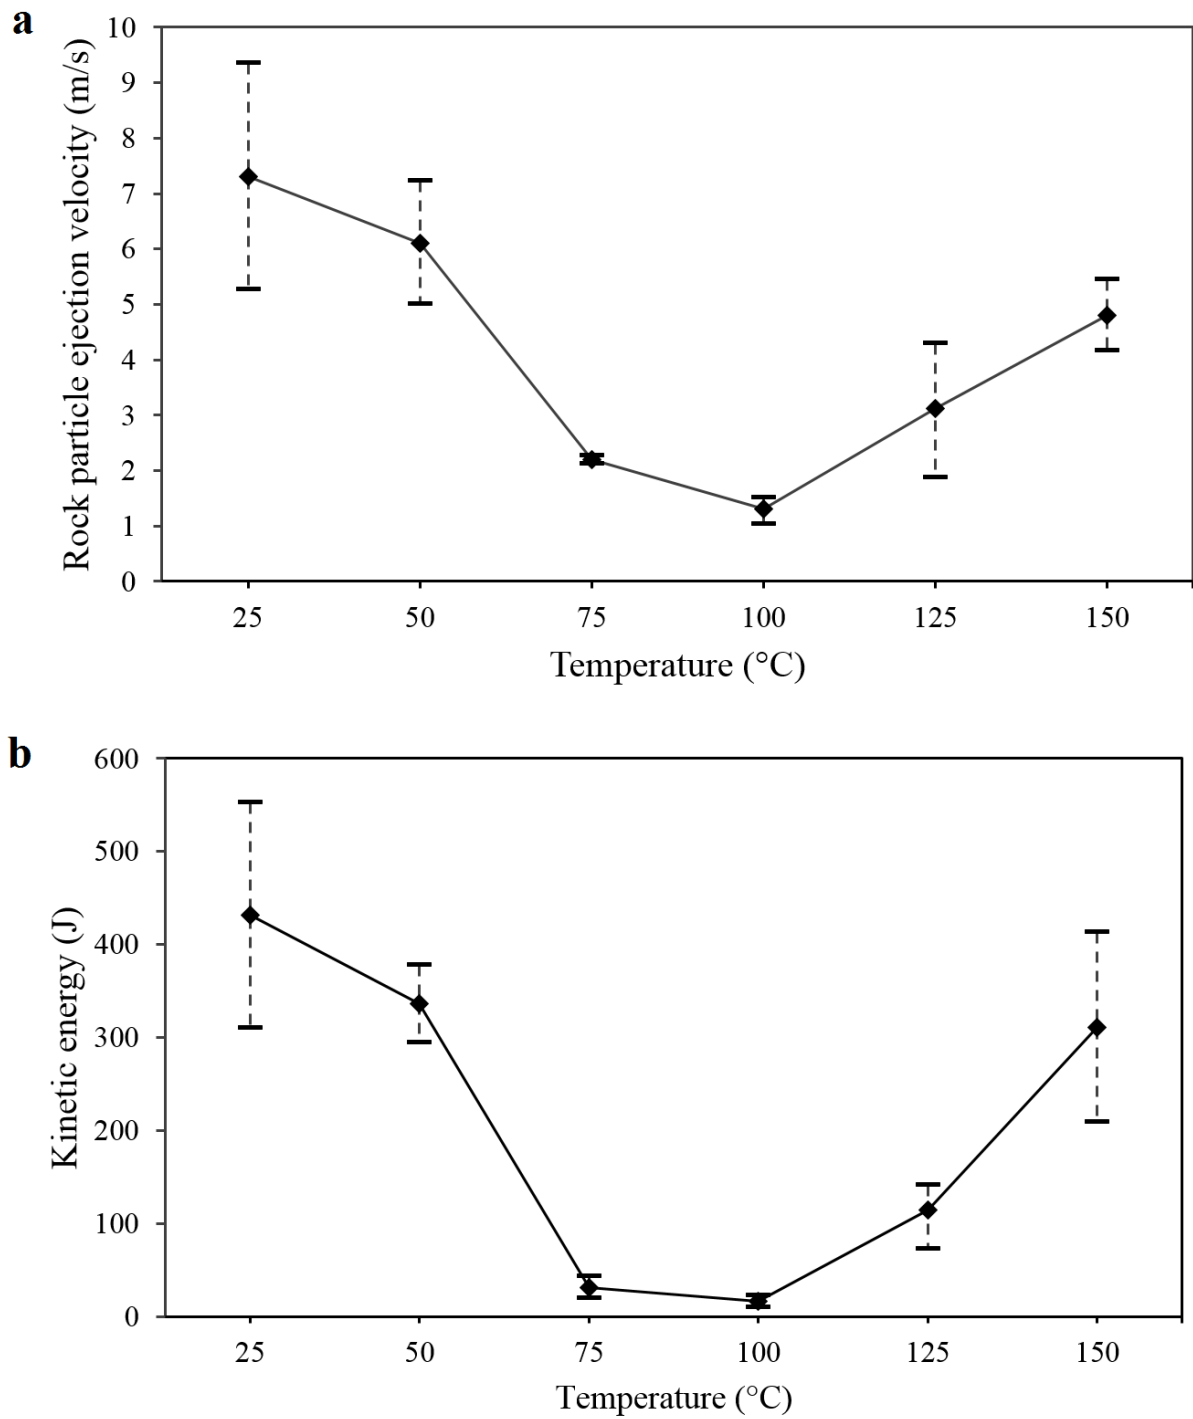 a
Rock particle ejection velocity (m/s)
10
9
8
7
6
5
4
3
2
1
0
25 50 75 100 125 150
Temperature (°C)
b
Kinetic energy (J)
600
500
400
300
200
100
0
25 50 75 100 125 150
Temperature (°C)